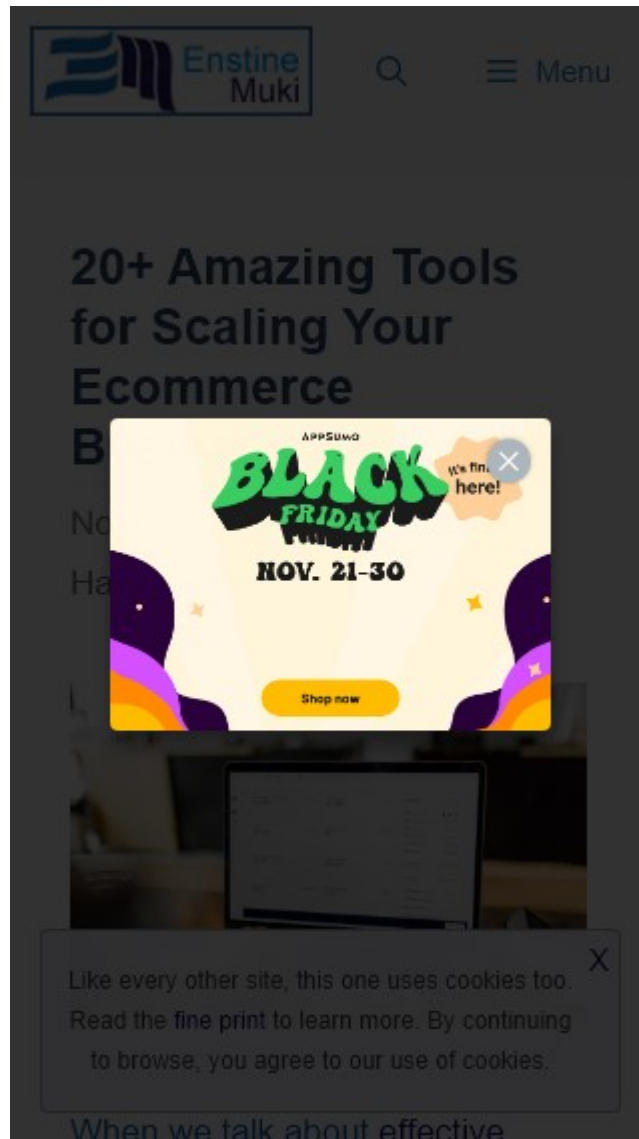 Enstine
Muki
Menu
20+ Amazing Tools
for Scaling Your
Ecommerce
B
No
Ha
APPSUMO
BLACK
FRIDAY
it's
here!
NOV. 21-30
Shop now
X
Like every other site, this one uses cookies too.
Read the fine print to learn more. By continuing
to browse, you agree to our use of cookies.
When we talk about effective